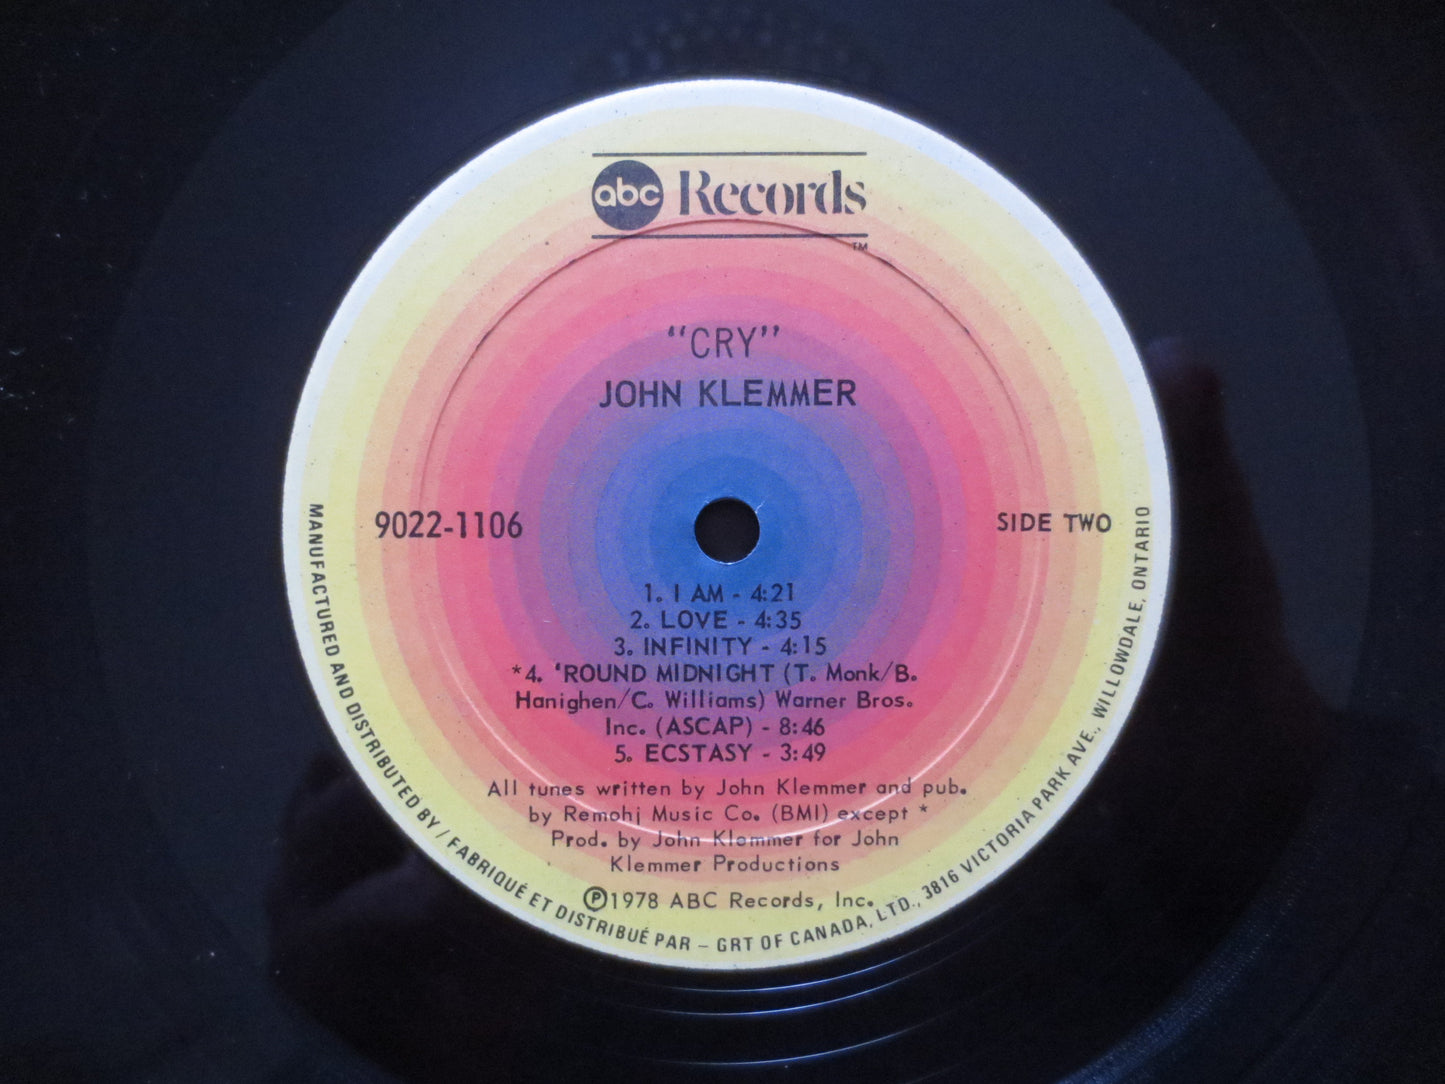 abc Records
TM
“CRY”
JOHN KLEMMER
9022-1106
SIDE TWO
1. I AM - 4:21
2. LOVE - 4:35
3. INFINITY - 4:15
*4. ‘ROUND MIDNIGHT (T. Monk/B.
Hanighen/C. Williams) Warner Bros.
Inc. (ASCAP) - 8:46
5. ECSTASY - 3:49
All tunes written by John Klemmer and pub.
by Remohj Music Co. (BMI) except *
Prod. by John Klemmer for John
Klemmer Productions
℗1978 ABC Records, Inc.
MANUFACTURED AND DISTRIBUTED BY / FABRIQUÉ ET DISTRIBUÉ PAR – GRT OF CANADA, LTD., 3816 VICTORIA PARK AVE., WILLOWDALE, ONTARIO